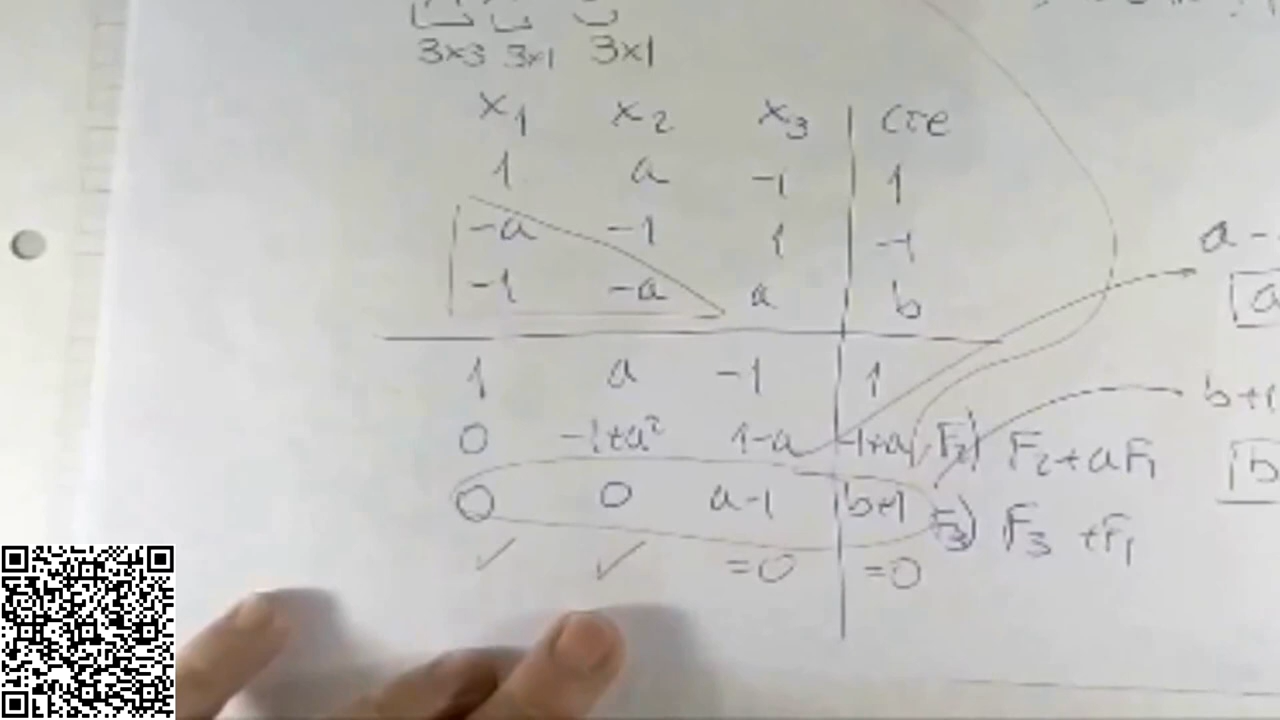 3x3 3x1 3x1
x₁ x₂ x₃ | cte
1 a -1 | 1
-a -1 1 | -1
-1 -a a | b
1 a -1 | 1
0 -1+a² 1-a | -1+a F₂) F₂+aF₁
0 0 a-1 | b+1 F₃) F₃ +F₁
✓ ✓ =0 | =0
a-
a
b+1
b